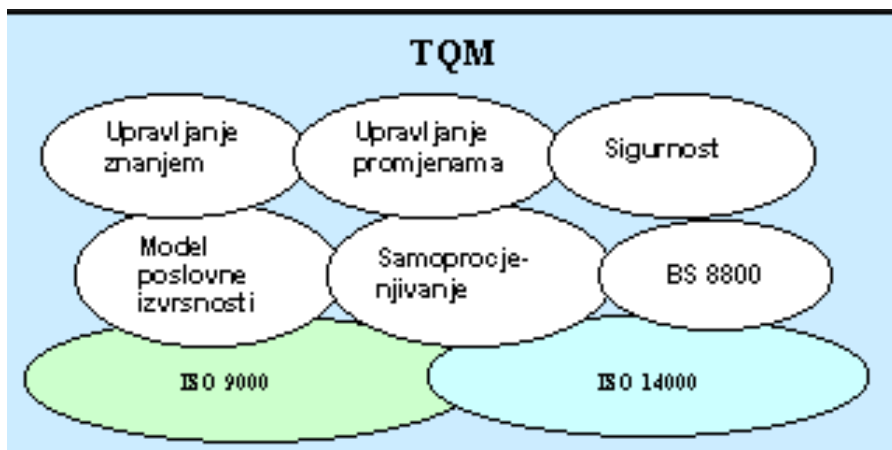 TQM
Upravljanje
znanjem
Upravljanje
promjenama
Sigurnost
Model
poslovne
izvrsnosti
Samoprocje-
njivanje
BS 8800
ISO 9000
ISO 14000